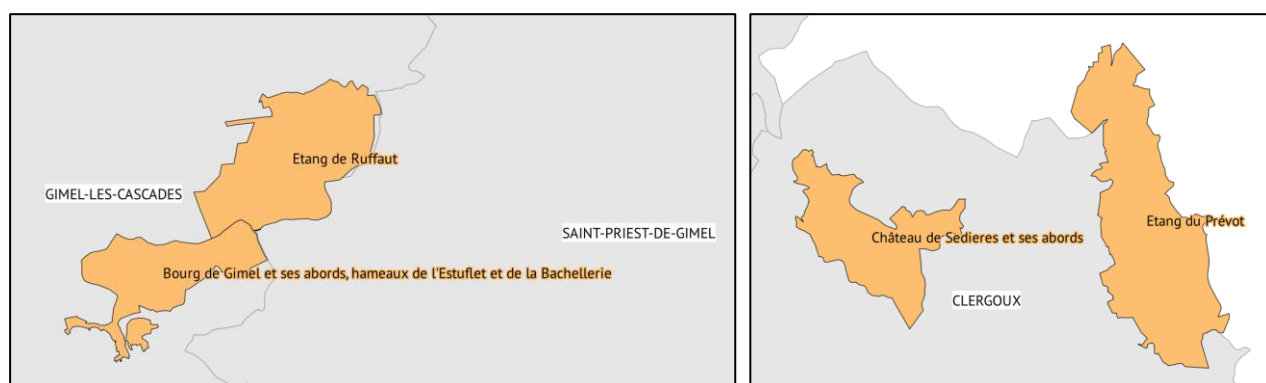 Etang de Ruffaut
GIMEL-LES-CASCADES
SAINT-PRIEST-DE-GIMEL
Bourg de Gimel et ses abords, hameaux de l'Estuflet et de la Bachellerie
Etang du Prévot
Château de Sedieres et ses abords
CLERGOUX